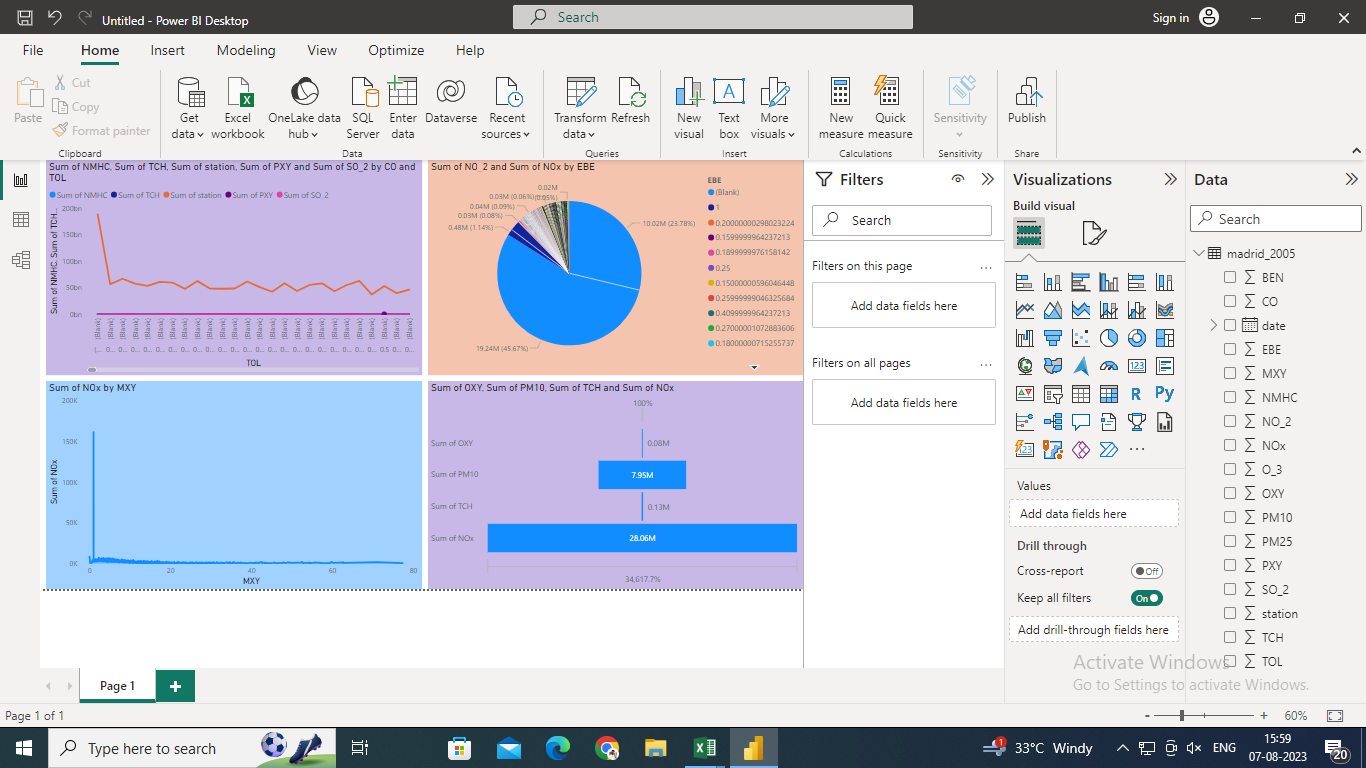 Untitled - Power BI Desktop
Search
Sign in
File Home Insert Modeling View Optimize Help
Paste
Cut
Copy
Format painter
Clipboard
Get data
Excel workbook
OneLake data hub
SQL Server
Enter data
Dataverse
Recent sources
Data
Transform data
Refresh
Queries
New visual
Text box
More visuals
Insert
New measure
Quick measure
Calculations
Sensitivity
Sensitivity
Publish
Share
Sum of NMHC, Sum of TCH, Sum of station, Sum of PXY and Sum of SO_2 by CO and
TOL
Sum of NMHC Sum of TCH Sum of station Sum of PXY Sum of SO_2
Sum of NMHC, Sum of TCH...
200bn
150bn
100bn
50bn
0bn
(Blank) (Blank) (Blank) (Blank) (Blank) (Blank) (Blank) (Blank) (Blank) (Blank) (Blank) (Blank) (Blank) (Blank) (Blank) (Blank) (Blank) (Blank) (Blank) (Blank) (Blank) (Blank) (Blank) (Blank) (Blank) (Blank)
(... 0... 0... 0... 0... 0... 0... 0... 0... 0... 0... 0... 0... 0... 0... 0... 0... 0... 0... 0... 0... 0... 0... 0.5 0... 0...
TOL
Sum of NO_2 and Sum of NOx by EBE
0.02M
0.03M (0.06%)
0.04M (0.09%)
0.03M (0.08%)
0.48M (1.14%)
10.02M (23.78%)
19.24M (45.67%)
EBE
(Blank)
1
0.20000000298023224
0.1599999964237213
0.1899999976158142
0.25
0.15000000596046448
0.25999999046325684
0.4099999964237213
0.27000001072883606
0.18000000715255737
Sum of NOx by MXY
Sum of NOx
200K
150K
100K
50K
0K
0 20 40 60 80
MXY
Sum of OXY, Sum of PM10, Sum of TCH and Sum of NOx
100%
Sum of OXY 0.08M
Sum of PM10 7.95M
Sum of TCH 0.13M
Sum of NOx 28.06M
34,617.7%
Filters
Search
Filters on this page ...
Add data fields here
Filters on all pages ...
Add data fields here
Visualizations
Build visual
123
R
Py
123
...
Values
Add data fields here
Drill through
Cross-report Off
Keep all filters On
Add drill-through fields here
Data
Search
madrid_2005
BEN
CO
date
EBE
MXY
NMHC
NO_2
NOx
O_3
OXY
PM10
PM25
PXY
SO_2
station
TCH
TOL
Activate Windows
Go to Settings to activate Windows.
Page 1
Page 1 of 1
- + 60%
Type here to search
1
33°C Windy
ENG
15:59
07-08-2023
20